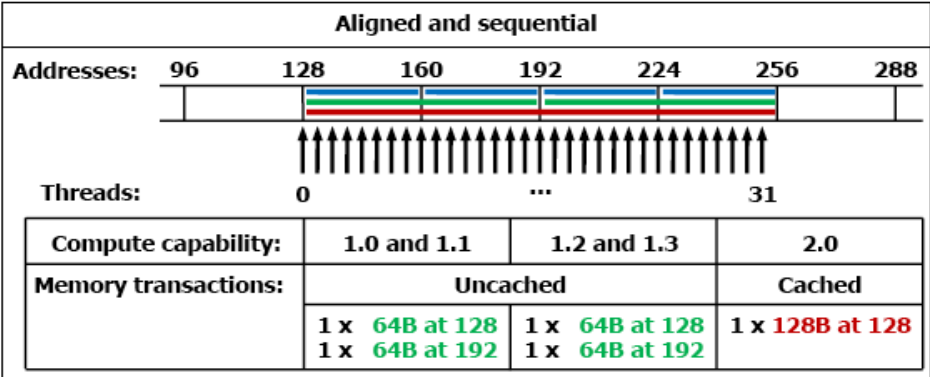 Aligned and sequential
Addresses: 96 128 160 192 224 256 288
Threads: 0 ... 31
Compute capability: 1.0 and 1.1 1.2 and 1.3 2.0
Memory transactions: Uncached Cached
1 x 64B at 128 1 x 64B at 128 1 x 128B at 128
1 x 64B at 192 1 x 64B at 192